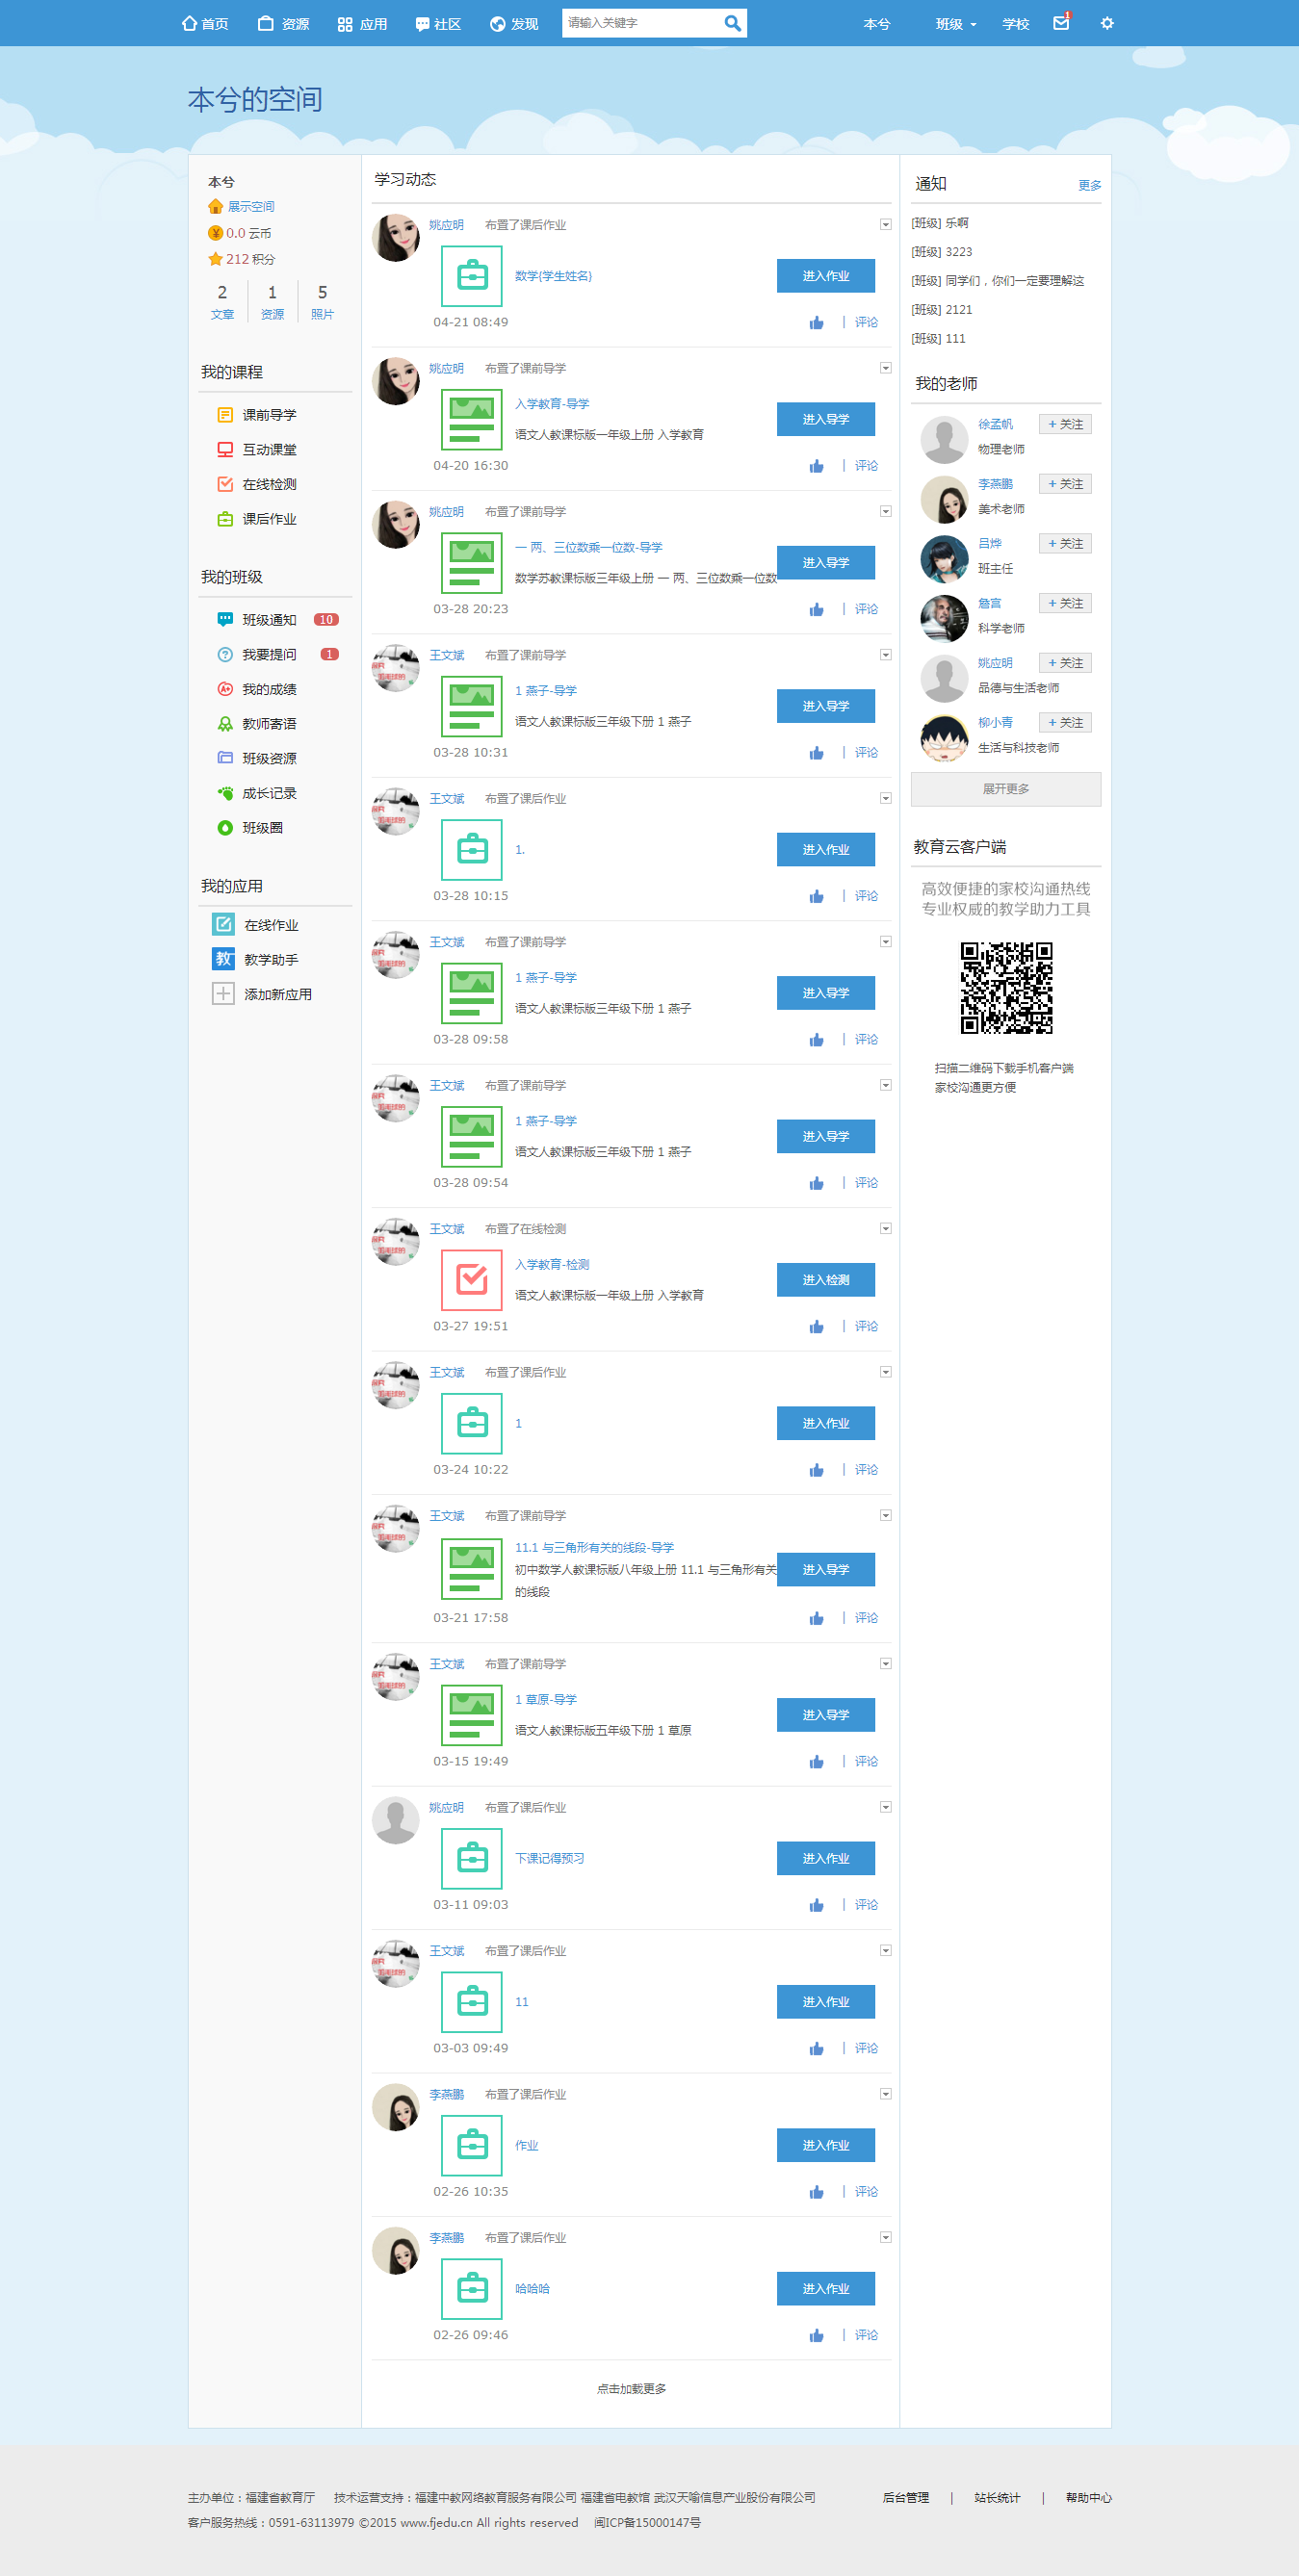 首页 资源 应用 社区 发现 请输入关键字 本兮 班级 学校 1
本兮的空间
本兮
展示空间
0.0 云币
212 积分
2 1 5
文章 资源 照片
我的课程
课前导学
互动课堂
在线检测
课后作业
我的班级
班级通知 10
我要提问 1
我的成绩
教师寄语
班级资源
成长记录
班级圈
我的应用
在线作业
教学助手
添加新应用
学习动态
姚应明 布置了课后作业
数学(学生姓名) 进入作业
04-21 08:49 评论
姚应明 布置了课前导学
入学教育-导学
语文人教课标版一年级上册 入学教育 进入导学
04-20 16:30 评论
姚应明 布置了课前导学
一 两、三位数乘一位数-导学
数学苏教课标版三年级上册 一 两、三位数乘一位数 进入导学
03-28 20:23 评论
王文斌 布置了课前导学
1 燕子-导学
语文人教课标版三年级下册 1 燕子 进入导学
03-28 10:31 评论
王文斌 布置了课后作业
1. 进入作业
03-28 10:15 评论
王文斌 布置了课前导学
1 燕子-导学
语文人教课标版三年级下册 1 燕子 进入导学
03-28 09:58 评论
王文斌 布置了课前导学
1 燕子-导学
语文人教课标版三年级下册 1 燕子 进入导学
03-28 09:54 评论
王文斌 布置了在线检测
入学教育-检测
语文人教课标版一年级上册 入学教育 进入检测
03-27 19:51 评论
王文斌 布置了课后作业
1 进入作业
03-24 10:22 评论
王文斌 布置了课前导学
11.1 与三角形有关的线段-导学
初中数学人教课标版八年级上册 11.1 与三角形有关 进入导学
的线段
03-21 17:58 评论
王文斌 布置了课前导学
1 草原-导学
语文人教课标版五年级下册 1 草原 进入导学
03-15 19:49 评论
姚应明 布置了课后作业
下课记得预习 进入作业
03-11 09:03 评论
王文斌 布置了课后作业
11 进入作业
03-03 09:49 评论
李燕鹏 布置了课后作业
作业 进入作业
02-26 10:35 评论
李燕鹏 布置了课后作业
哈哈哈 进入作业
02-26 09:46 评论
点击加载更多
通知 更多
[班级] 乐啊
[班级] 3223
[班级] 同学们，你们一定要理解这
[班级] 2121
[班级] 111
我的老师
徐孟帆 + 关注
物理老师
李燕鹏 + 关注
美术老师
吕烨 + 关注
班主任
詹富 + 关注
科学老师
姚应明 + 关注
品德与生活老师
柳小青 + 关注
生活与科技老师
展开更多
教育云客户端
高效便捷的家校沟通热线
专业权威的教学助力工具
扫描二维码下载手机客户端
家校沟通更方便
主办单位：福建省教育厅 技术运营支持：福建中教网络教育服务有限公司 福建省电教馆 武汉天喻信息产业股份有限公司 后台管理 | 站长统计 | 帮助中心
客户服务热线：0591-63113979 ©2015 www.fjedu.cn All rights reserved 闽ICP备15000147号